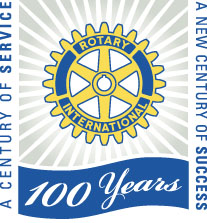 A CENTURY OF SERVICE
ROTARY
INTERNATIONAL
A NEW CENTURY OF SUCCESS
100 Years